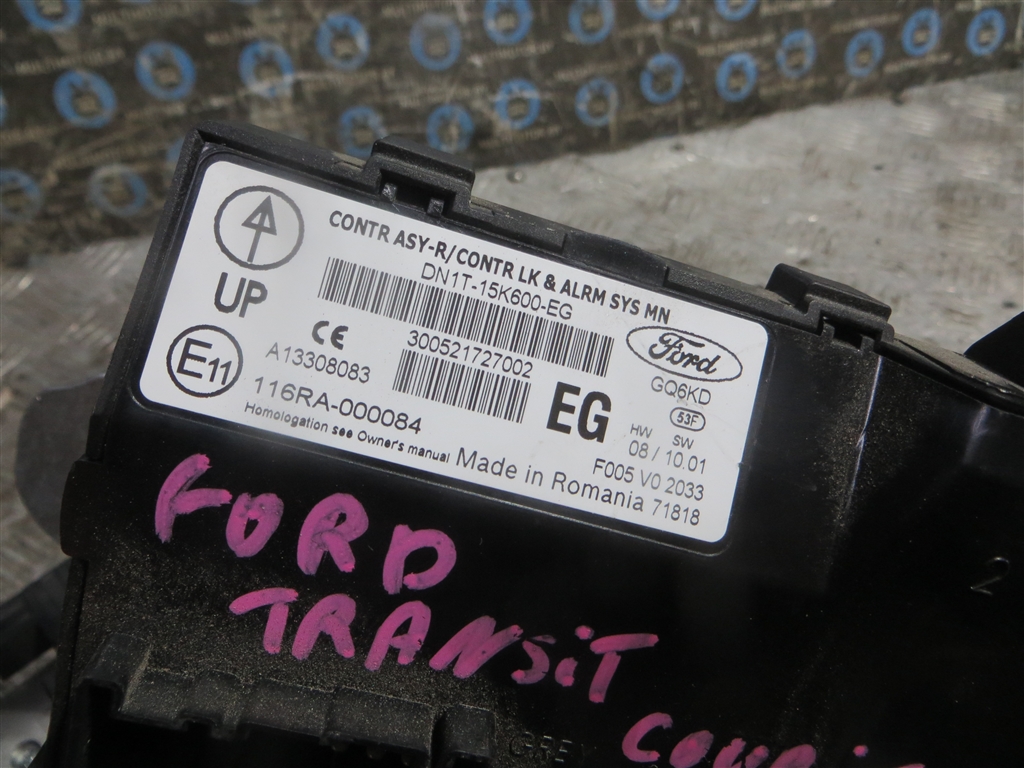 CONTR ASY-R/CONTR LK & ALRM SYS MN
DN1T-15K600-EG
UP
300521727002
Ford
GQ6KD
53F
E11
CE
A13308083
EG
HW SW
08 / 10.01
116RA-000084
F005 V0 2033
Homologation see Owner's manual
Made in Romania 71818
FORD
TRANSiT
2
GREY